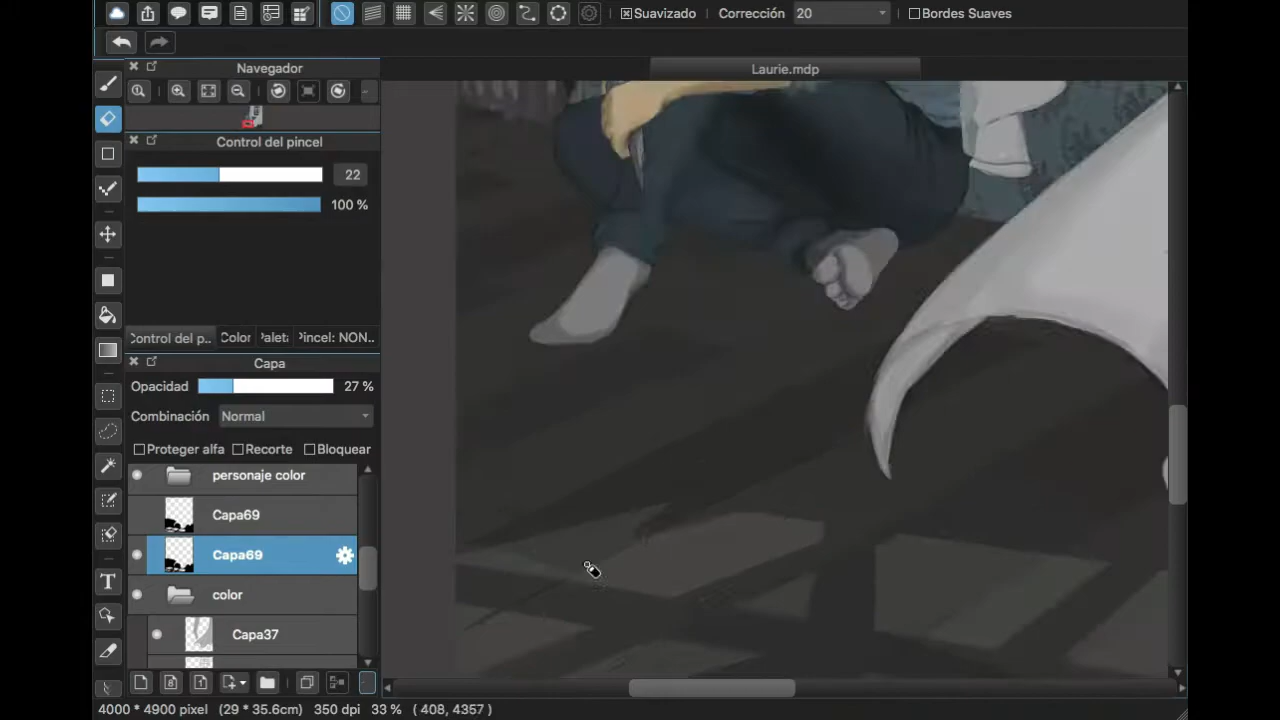 Suavizado Corrección 20 Bordes Suaves
Navegador
Laurie.mdp
Control del pincel
22
100 %
Control del p.. Color Palet Pincel: NON..
Capa
Opacidad 27 %
Combinación Normal
Proteger alfa Recorte Bloquear
personaje color
Capa69
Capa69
color
Capa37
4000 * 4900 pixel (29 * 35.6cm) 350 dpi 33 % ( 408, 4357 )